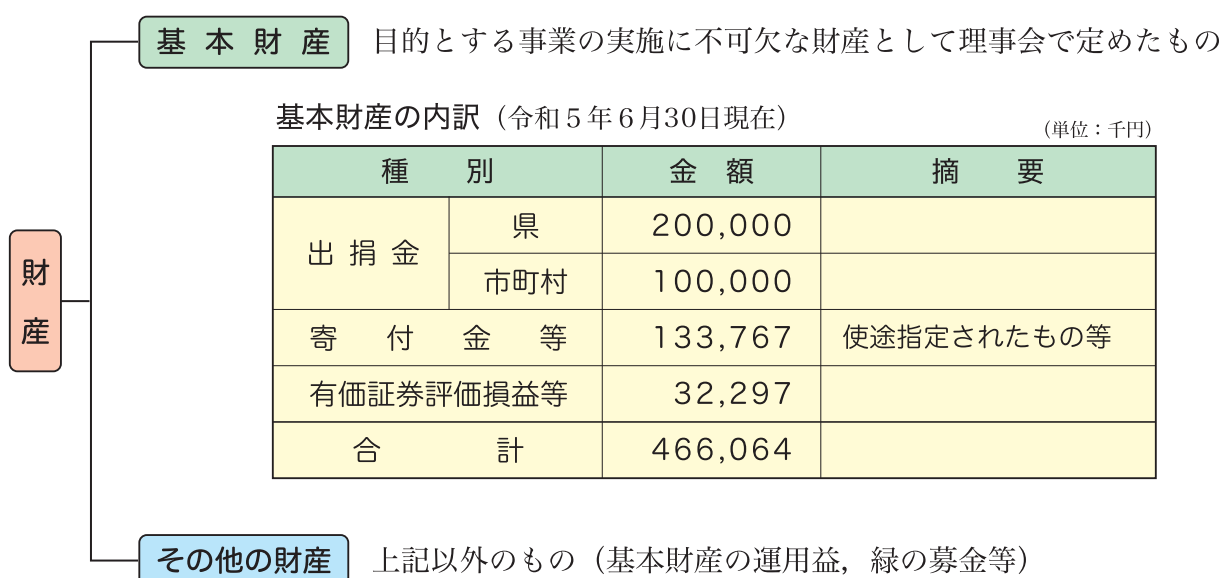 財産
基本財産 目的とする事業の実施に不可欠な財産として理事会で定めたもの
基本財産の内訳（令和５年６月30日現在）
（単位：千円）
種別 金額 摘要
出捐金 県 200,000
市町村 100,000
寄付金等 133,767 使途指定されたもの等
有価証券評価損益等 32,297
合計 466,064
その他の財産 上記以外のもの（基本財産の運用益，緑の募金等）